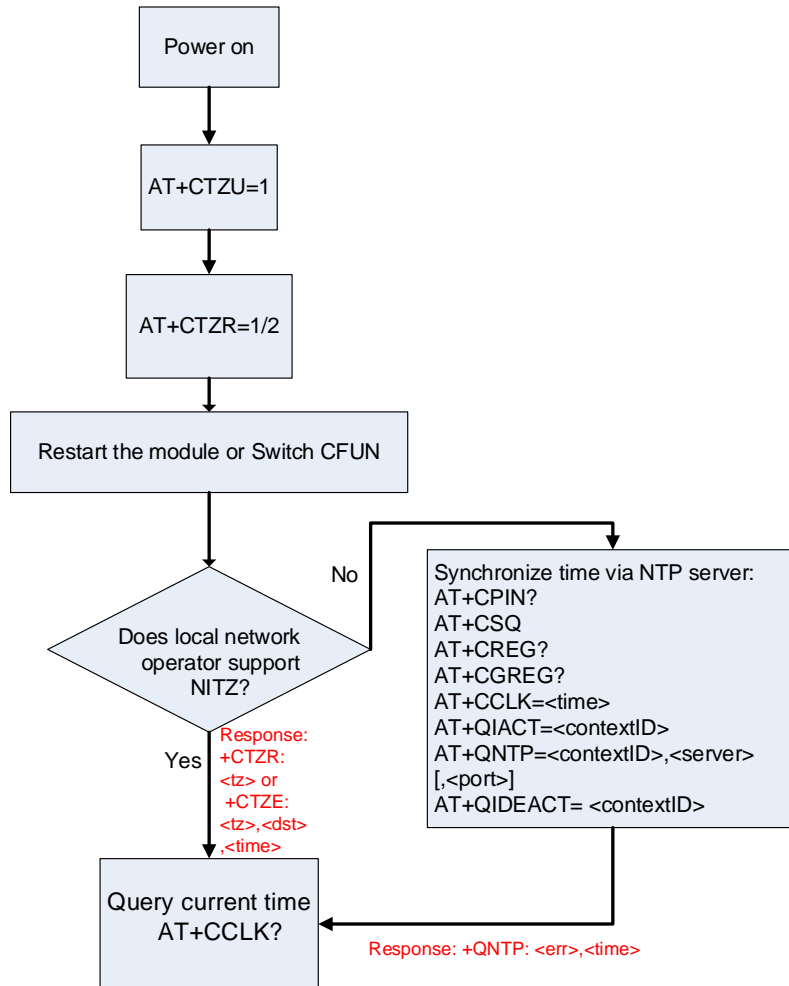 Power on
AT+CTZU=1
AT+CTZR=1/2
Restart the module or Switch CFUN
Does local network
operator support
NITZ?
No
Synchronize time via NTP server:
AT+CPIN?
AT+CSQ
AT+CREG?
AT+CGREG?
AT+CCLK=<time>
AT+QIACT=<contextID>
AT+QNTP=<contextID>,<server>
[,<port>]
AT+QIDEACT= <contextID>
Yes
Response:
+CTZR:
<tz> or
+CTZE:
<tz>,<dst>
,<time>
Query current time
AT+CCLK?
Response: +QNTP: <err>,<time>